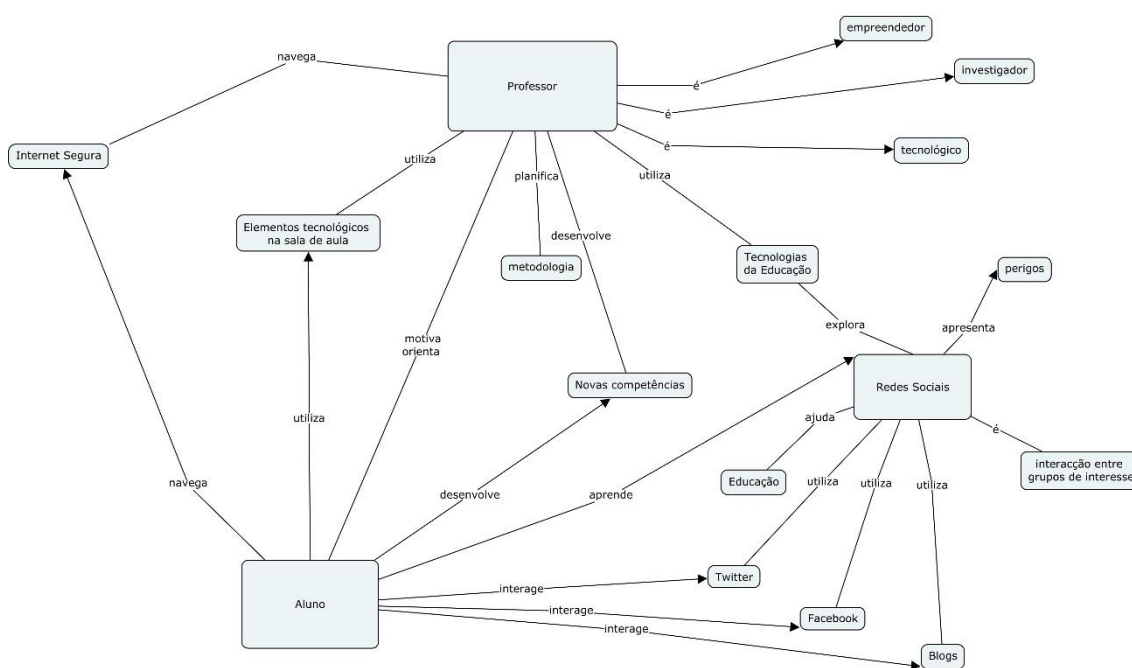 empreendedor
navega
investigador
Professor
é
é
é
tecnológico
Internet Segura
utiliza
planifica
utiliza
Elementos tecnológicos
na sala de aula
desenvolve
metodologia
Tecnologias
da Educação
perigos
explora
apresenta
motiva
orienta
Novas competências
Redes Sociais
utiliza
ajuda
é
interacção entre
grupos de interesse
navega
desenvolve
aprende
Educação
utiliza
utiliza
utiliza
Aluno
interage
Twitter
interage
Facebook
interage
Blogs